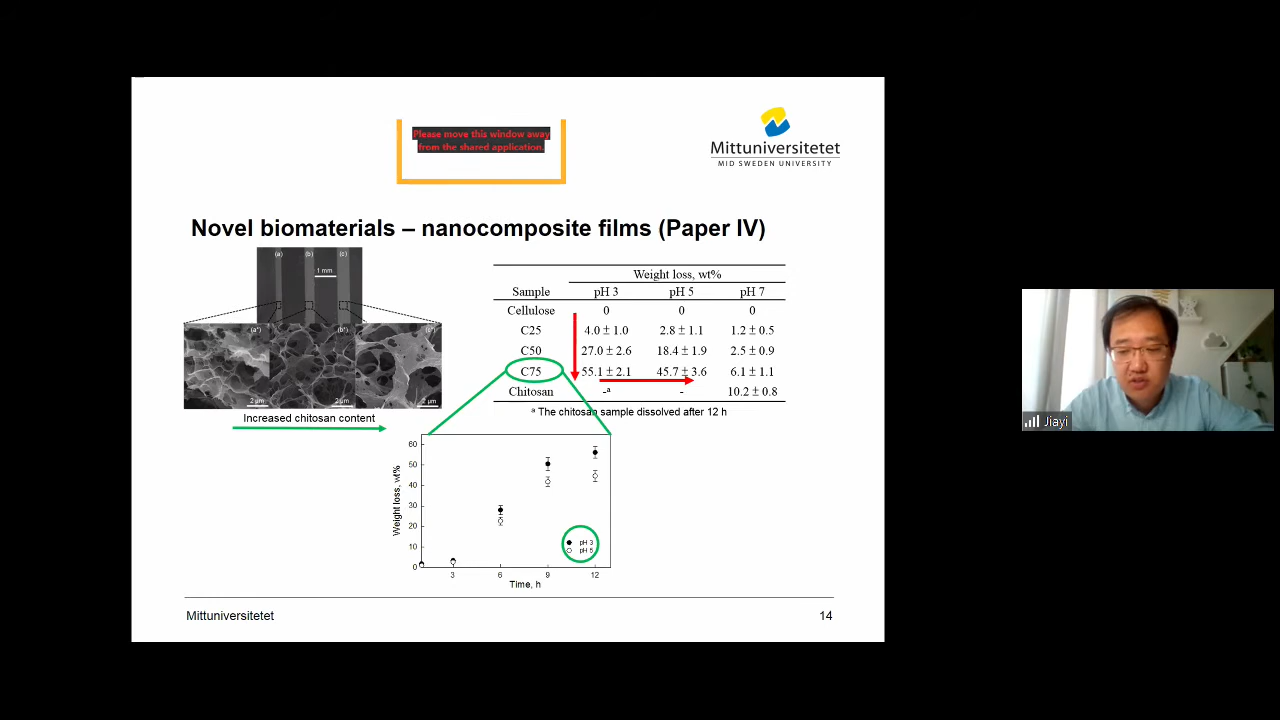 Please move this window away
from the shared application.
Mittuniversitetet
MID SWEDEN UNIVERSITY
Novel biomaterials – nanocomposite films (Paper IV)
(a) (b) (c)
1 mm
(a") (b") (c")
2 µm 2 µm 2 µm
Increased chitosan content
Weight loss, wt%
Sample pH 3 pH 5 pH 7
Cellulose 0 0 0
C25 4.0 ± 1.0 2.8 ± 1.1 1.2 ± 0.5
C50 27.0 ± 2.6 18.4 ± 1.9 2.5 ± 0.9
C75 55.1 ± 2.1 45.7 ± 3.6 6.1 ± 1.1
Chitosan -ᵃ - 10.2 ± 0.8
ᵃ The chitosan sample dissolved after 12 h
Weight loss, wt%
60
50
40
30
20
10
0
pH 3
pH 5
3 6 9 12
Time, h
Jiayi
Mittuniversitetet
14